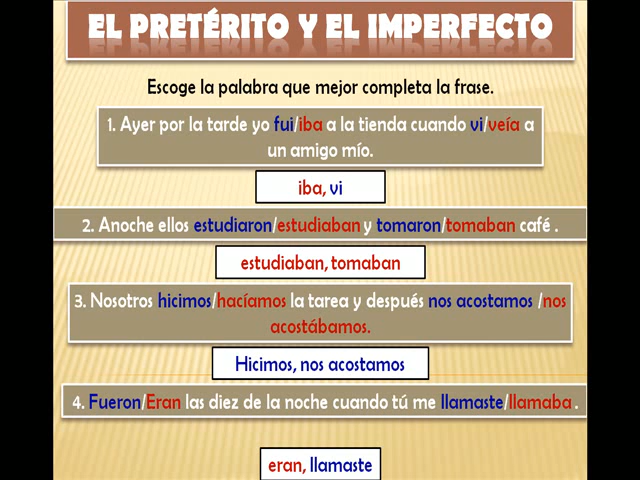 EL PRETÉRITO Y EL IMPERFECTO
Escoge la palabra que mejor completa la frase.
1. Ayer por la tarde yo fui/iba a la tienda cuando vi/veía a
un amigo mío.
iba, vi
2. Anoche ellos estudiaron/estudiaban y tomaron/tomaban café .
estudiaban, tomaban
3. Nosotros hicimos/hacíamos la tarea y después nos acostamos /nos
acostábamos.
Hicimos, nos acostamos
4. Fueron/Eran las diez de la noche cuando tú me llamaste/llamaba .
eran, llamaste